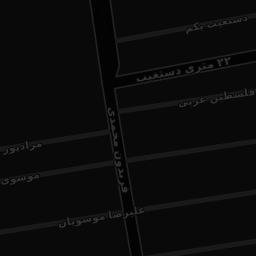 دستغیب یکم
۲۲ متری دستغیب
فلسطین غربی
فریدون محمدی
مرادپور
موسوی
علیرضا موسویان